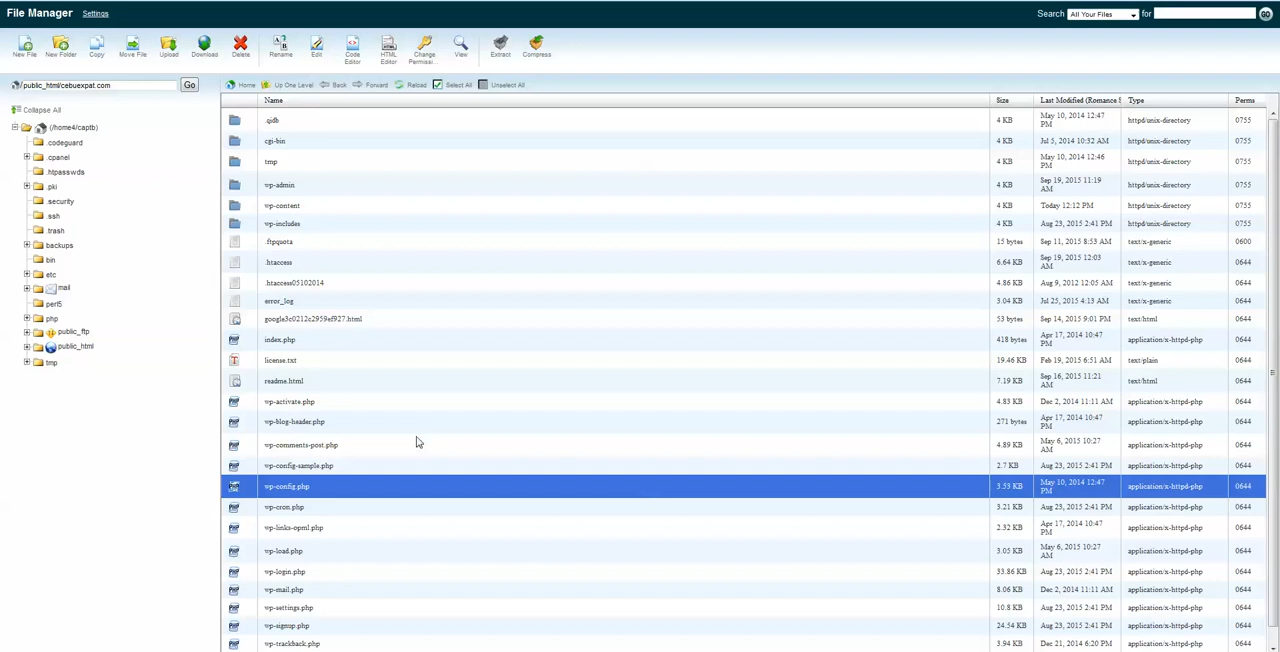 File Manager Settings Search All Your Files for GO
New File New Folder Copy Move File Upload Download Delete Rename Edit Code Editor HTML Editor Change Permissi... View Extract Compress
/public_html/cebuexpat.com Go Home Up One Level Back Forward Reload Select All Unselect All
Collapse All
(/home4/captb)
.codeguard
.cpanel
.htpasswds
.pki
.security
.ssh
.trash
backups
bin
etc
mail
perl5
php
public_ftp
public_html
tmp
Name Size Last Modified (Romance S Type Perms
.qidb 4 KB May 10, 2014 12:47 PM httpd/unix-directory 0755
cgi-bin 4 KB Jul 5, 2014 10:32 AM httpd/unix-directory 0755
tmp 4 KB May 10, 2014 12:46 PM httpd/unix-directory 0755
wp-admin 4 KB Sep 19, 2015 11:19 AM httpd/unix-directory 0755
wp-content 4 KB Today 12:12 PM httpd/unix-directory 0755
wp-includes 4 KB Aug 23, 2015 2:41 PM httpd/unix-directory 0755
.ftpquota 15 bytes Sep 11, 2015 8:53 AM text/x-generic 0600
.htaccess 6.64 KB Sep 19, 2015 12:03 AM text/x-generic 0644
.htaccess05102014 4.86 KB Aug 9, 2012 12:05 AM text/x-generic 0644
error_log 3.04 KB Jul 25, 2015 4:13 AM text/x-generic 0644
google3c0212c2959ef927.html 53 bytes Sep 14, 2015 9:01 PM text/html 0644
index.php 418 bytes Apr 17, 2014 10:47 PM application/x-httpd-php 0644
license.txt 19.46 KB Feb 19, 2015 6:51 AM text/plain 0644
readme.html 7.19 KB Sep 16, 2015 11:21 AM text/html 0644
wp-activate.php 4.83 KB Dec 2, 2014 11:11 AM application/x-httpd-php 0644
wp-blog-header.php 271 bytes Apr 17, 2014 10:47 PM application/x-httpd-php 0644
wp-comments-post.php 4.89 KB May 6, 2015 10:27 AM application/x-httpd-php 0644
wp-config-sample.php 2.7 KB Aug 23, 2015 2:41 PM application/x-httpd-php 0644
wp-config.php 3.53 KB May 10, 2014 12:47 PM application/x-httpd-php 0644
wp-cron.php 3.21 KB Aug 23, 2015 2:41 PM application/x-httpd-php 0644
wp-links-opml.php 2.32 KB Apr 17, 2014 10:47 PM application/x-httpd-php 0644
wp-load.php 3.05 KB May 6, 2015 10:27 AM application/x-httpd-php 0644
wp-login.php 33.86 KB Aug 23, 2015 2:41 PM application/x-httpd-php 0644
wp-mail.php 8.06 KB Dec 2, 2014 11:11 AM application/x-httpd-php 0644
wp-settings.php 10.8 KB Aug 23, 2015 2:41 PM application/x-httpd-php 0644
wp-signup.php 24.54 KB Aug 23, 2015 2:41 PM application/x-httpd-php 0644
wp-trackback.php 3.94 KB Dec 21, 2014 6:20 PM application/x-httpd-php 0644